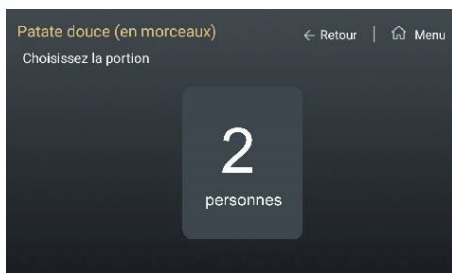 Patate douce (en morceaux)
← Retour | Menu
Choisissez la portion
2
personnes